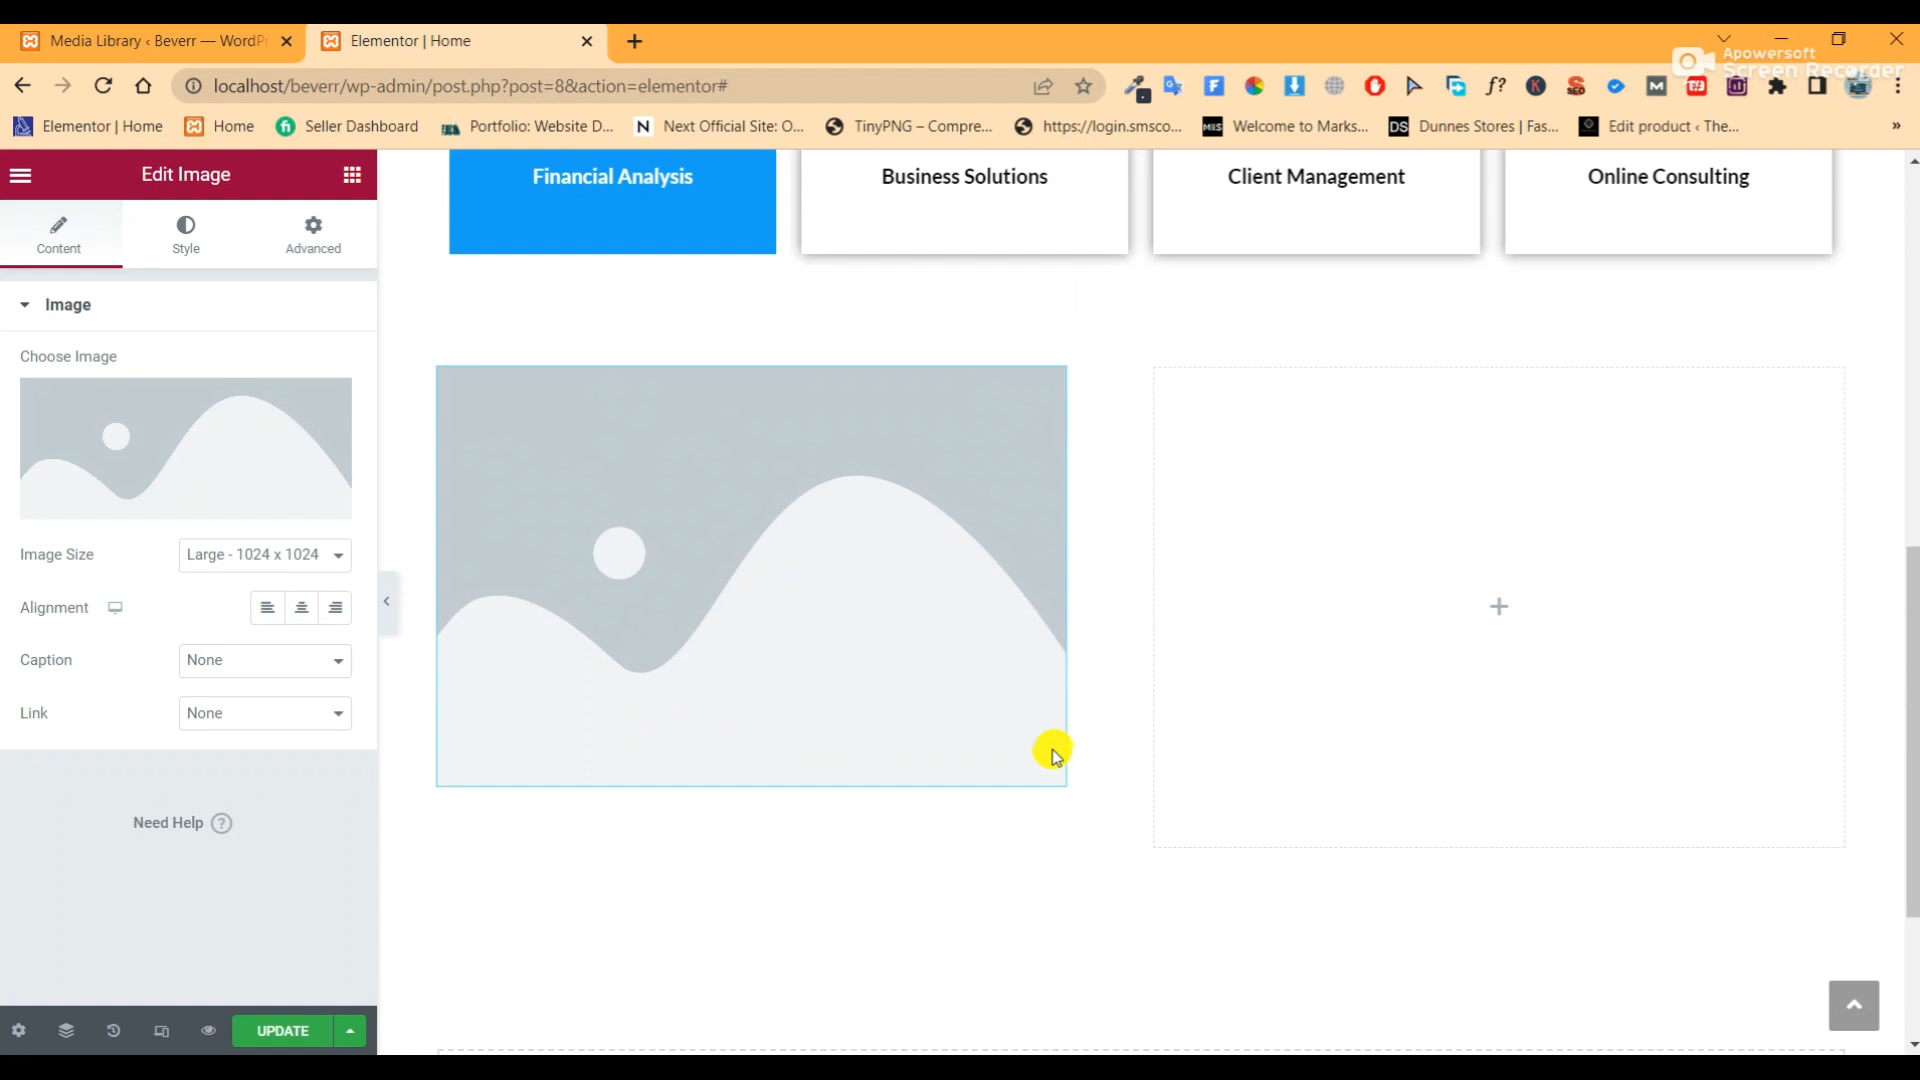 Media Library ‹ Beverr — WordPr
Elementor | Home
Apowersoft
Screen Recorder
localhost/beverr/wp-admin/post.php?post=8&action=elementor#
Elementor | Home
Home
Seller Dashboard
Portfolio: Website D...
Next Official Site: O...
TinyPNG – Compre...
https://login.smsco...
Welcome to Marks...
Dunnes Stores | Fas...
Edit product ‹ The...
Edit Image
Content
Style
Advanced
Image
Choose Image
Image Size
Large - 1024 x 1024
Alignment
Caption
None
Link
None
Need Help ?
UPDATE
Financial Analysis
Business Solutions
Client Management
Online Consulting